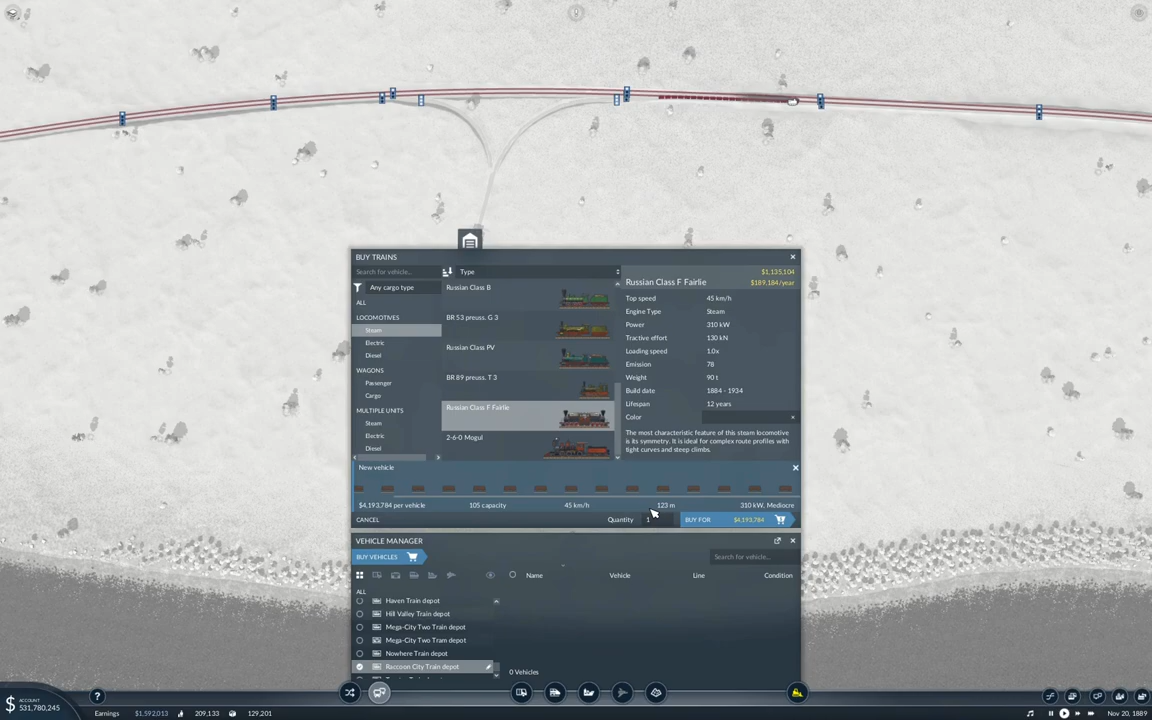 BUY TRAINS
Search for vehicle...
Type
Any cargo type
ALL
LOCOMOTIVES
Steam
Electric
Diesel
WAGONS
Passenger
Cargo
MULTIPLE UNITS
Steam
Electric
Diesel
Russian Class B
BR 53 preuss. G 3
Russian Class PV
BR 89 preuss. T 3
Russian Class F Fairlie
2-6-0 Mogul
$1,135,104
Russian Class F Fairlie
$189,184/year
Top speed 45 km/h
Engine Type Steam
Power 310 kW
Tractive effort 130 kN
Loading speed 1.0x
Emission 78
Weight 90 t
Build date 1884 - 1934
Lifespan 12 years
Color
The most characteristic feature of this steam locomotive
is its symmetry. It is ideal for complex route profiles with
tight curves and steep climbs.
New vehicle
$4,193,784 per vehicle 105 capacity 45 km/h 123 m 310 kW, Mediocre
CANCEL Quantity 1 BUY FOR $4,193,784
VEHICLE MANAGER
BUY VEHICLES Search for vehicle...
Name Vehicle Line Condition
ALL
Haven Train depot
Hill Valley Train depot
Mega-City Two Train depot
Mega-City Two Tram depot
Nowhere Train depot
Raccoon City Train depot
0 Vehicles
$ ACCOUNT
531,780,245
?
Earnings $1,592,013 209,133 129,201
Nov 20, 1889